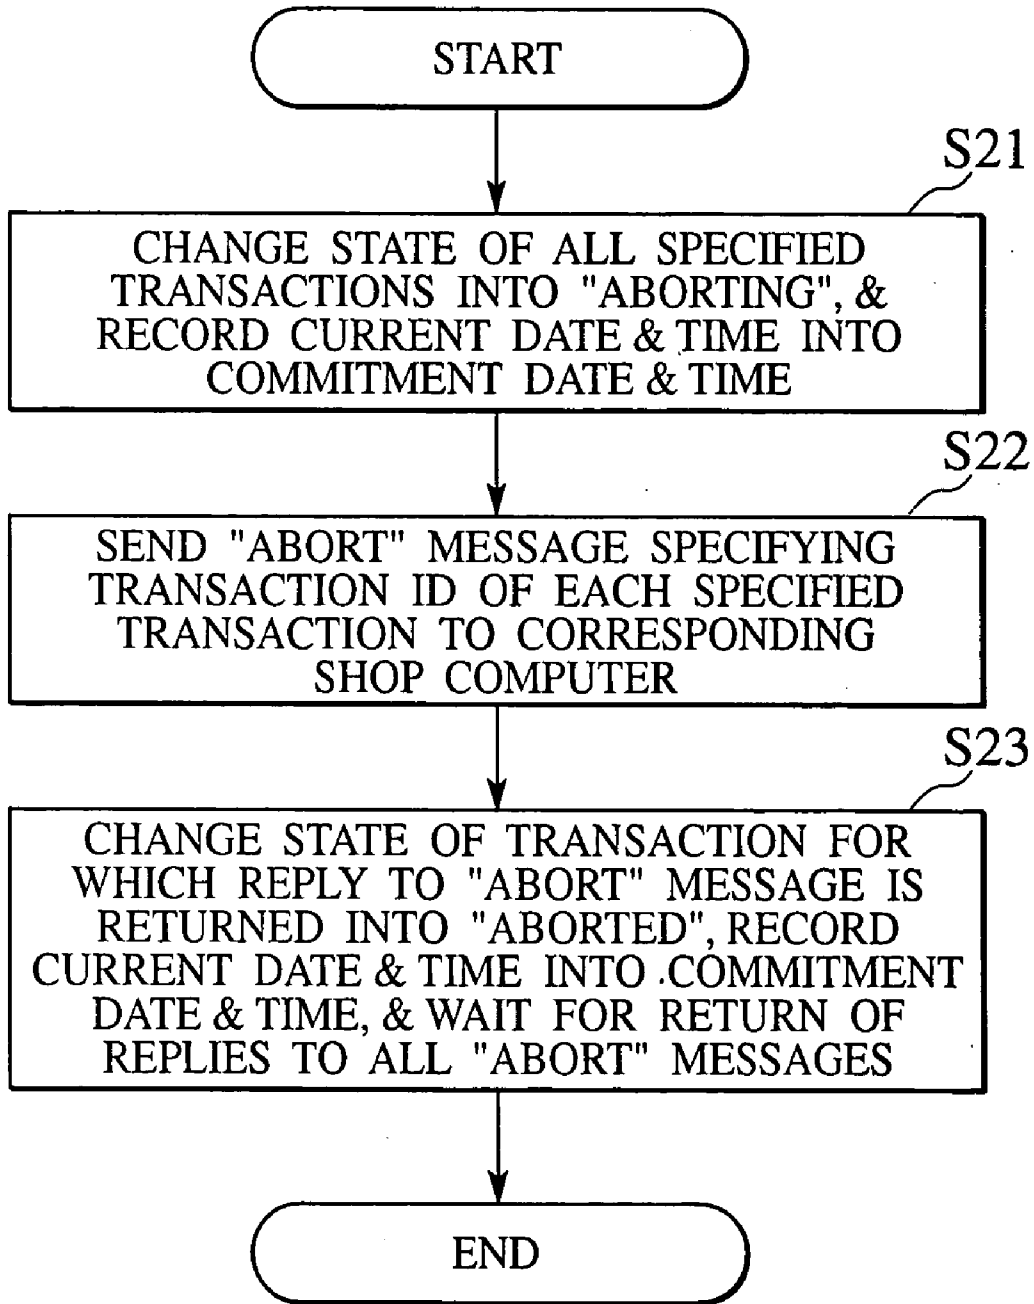 START
S21
CHANGE STATE OF ALL SPECIFIED
TRANSACTIONS INTO "ABORTING", &
RECORD CURRENT DATE & TIME INTO
COMMITMENT DATE & TIME
S22
SEND "ABORT" MESSAGE SPECIFYING
TRANSACTION ID OF EACH SPECIFIED
TRANSACTION TO CORRESPONDING
SHOP COMPUTER
S23
CHANGE STATE OF TRANSACTION FOR
WHICH REPLY TO "ABORT" MESSAGE IS
RETURNED INTO "ABORTED", RECORD
CURRENT DATE & TIME INTO COMMITMENT
DATE & TIME, & WAIT FOR RETURN OF
REPLIES TO ALL "ABORT" MESSAGES
END